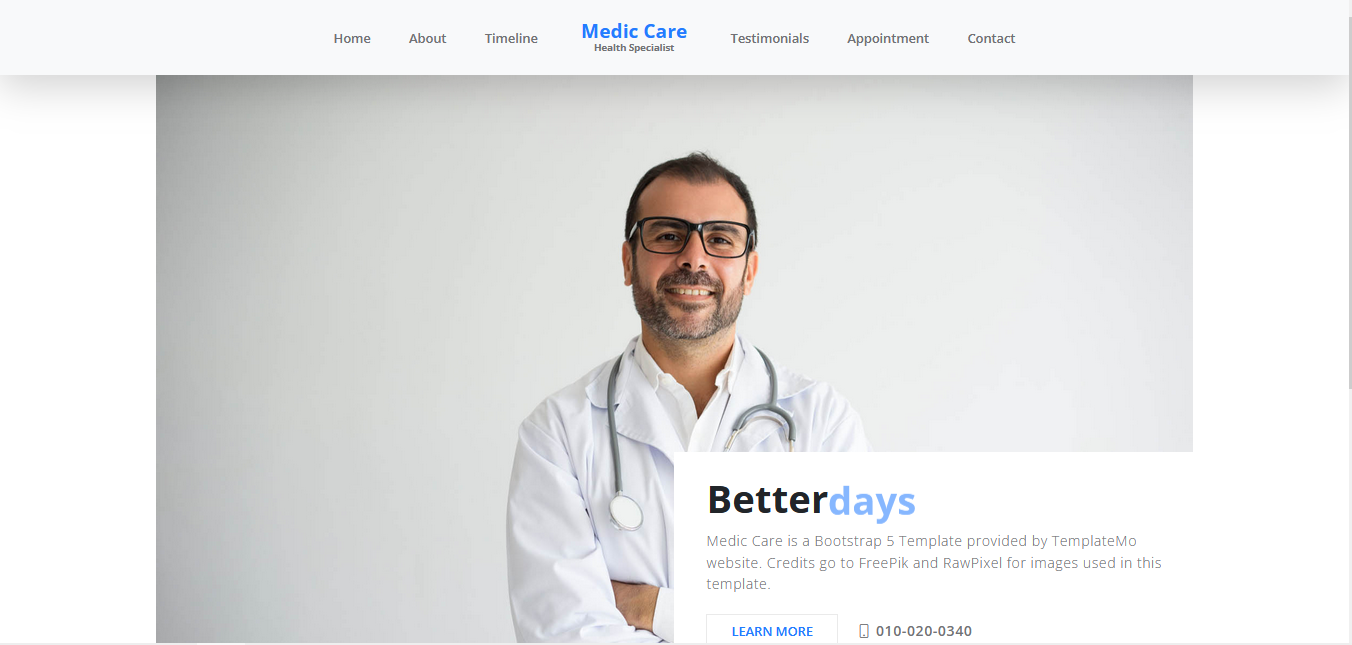 Home About Timeline Medic Care Testimonials Appointment Contact
Health Specialist
Betterdays
Medic Care is a Bootstrap 5 Template provided by TemplateMo
website. Credits go to FreePik and RawPixel for images used in this
template.
LEARN MORE 010-020-0340